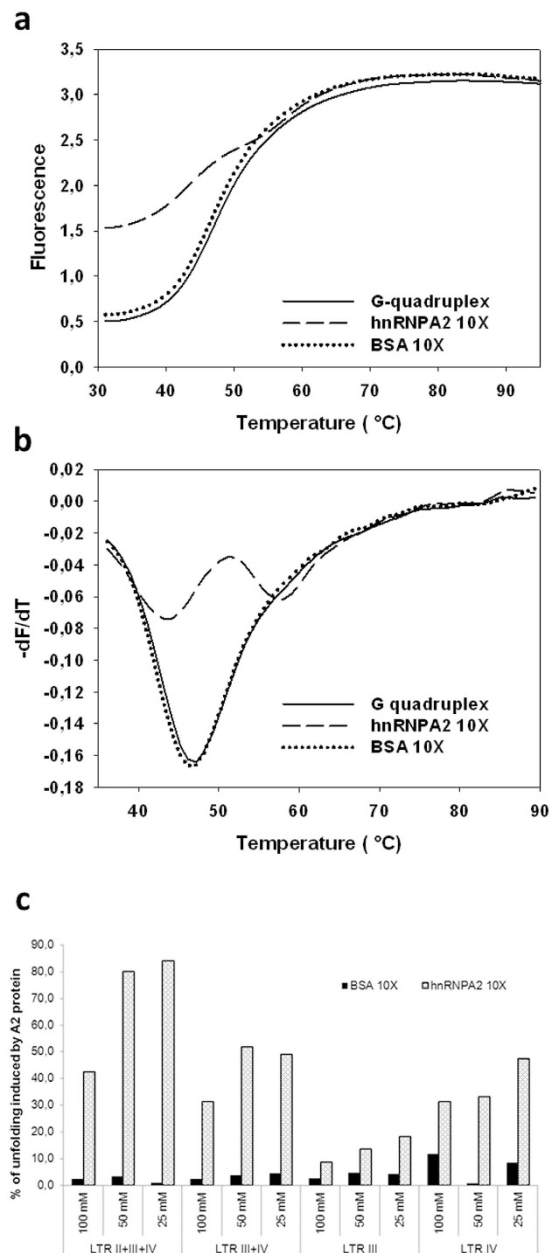 a
3,5
3,0
2,5
2,0
1,5
1,0
0,5
0,0
Fluorescence
G-quadruplex
hnRNPA2 10X
BSA 10X
30 40 50 60 70 80 90
Temperature ( °C)
b
0,02
0,00
-0,02
-0,04
-0,06
-0,08
-0,10
-0,12
-0,14
-0,16
-0,18
-dF/dT
G quadruplex
hnRNPA2 10X
BSA 10X
40 50 60 70 80 90
Temperature ( °C)
c
90,0
80,0
70,0
60,0
50,0
40,0
30,0
20,0
10,0
0,0
% of unfolding induced by A2 protein
BSA 10X hnRNPA2 10X
100 mM 50 mM 25 mM 100 mM 50 mM 25 mM 100 mM 50 mM 25 mM 100 mM 50 mM 25 mM
LTR II+III+IV LTR III+IV LTR III LTR IV